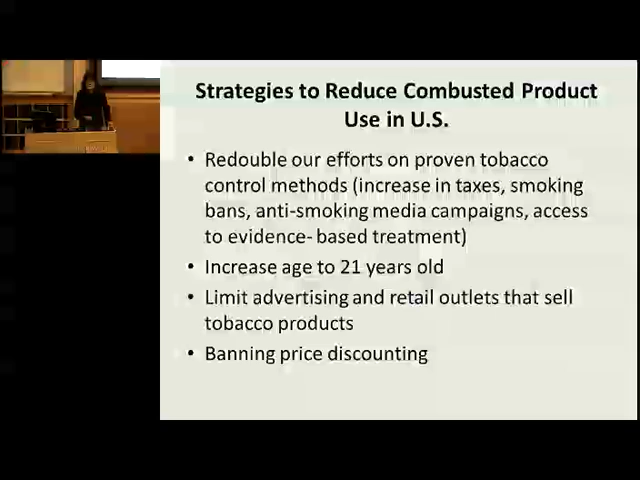 Strategies to Reduce Combusted Product
Use in U.S.
• Redouble our efforts on proven tobacco
control methods (increase in taxes, smoking
bans, anti-smoking media campaigns, access
to evidence- based treatment)
• Increase age to 21 years old
• Limit advertising and retail outlets that sell
tobacco products
• Banning price discounting